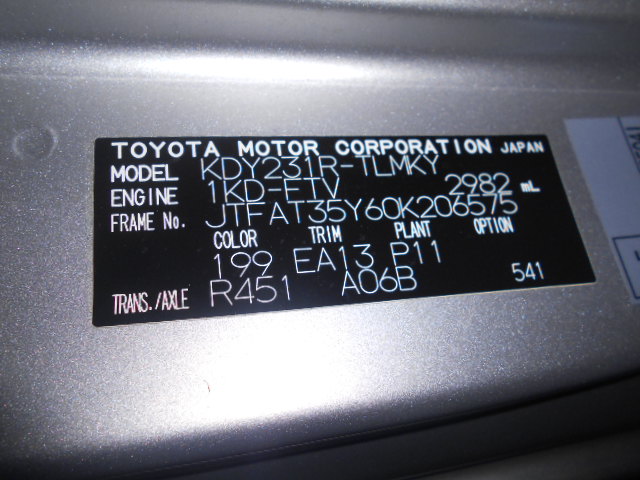 TOYOTA MOTOR CORPORATION JAPAN
MODEL KDY231R-TLMKY
ENGINE 1KD-FTV 2982 mL
FRAME No. JTFAT35Y60K206575
COLOR TRIM PLANT OPTION
199 EA13 P11
TRANS./AXLE R451 A06B 541